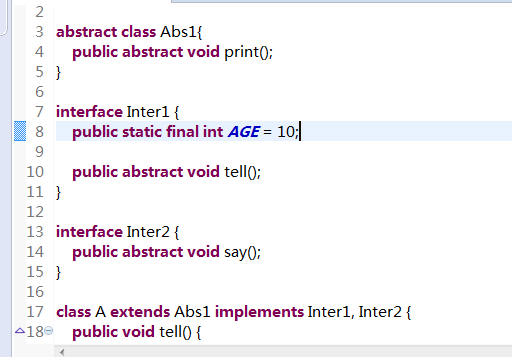 2
3 abstract class Abs1{
4 public abstract void print();
5 }
6
7 interface Inter1 {
8 public static final int AGE = 10;
9
10 public abstract void tell();
11 }
12
13 interface Inter2 {
14 public abstract void say();
15 }
16
17 class A extends Abs1 implements Inter1, Inter2 {
18 public void tell() {